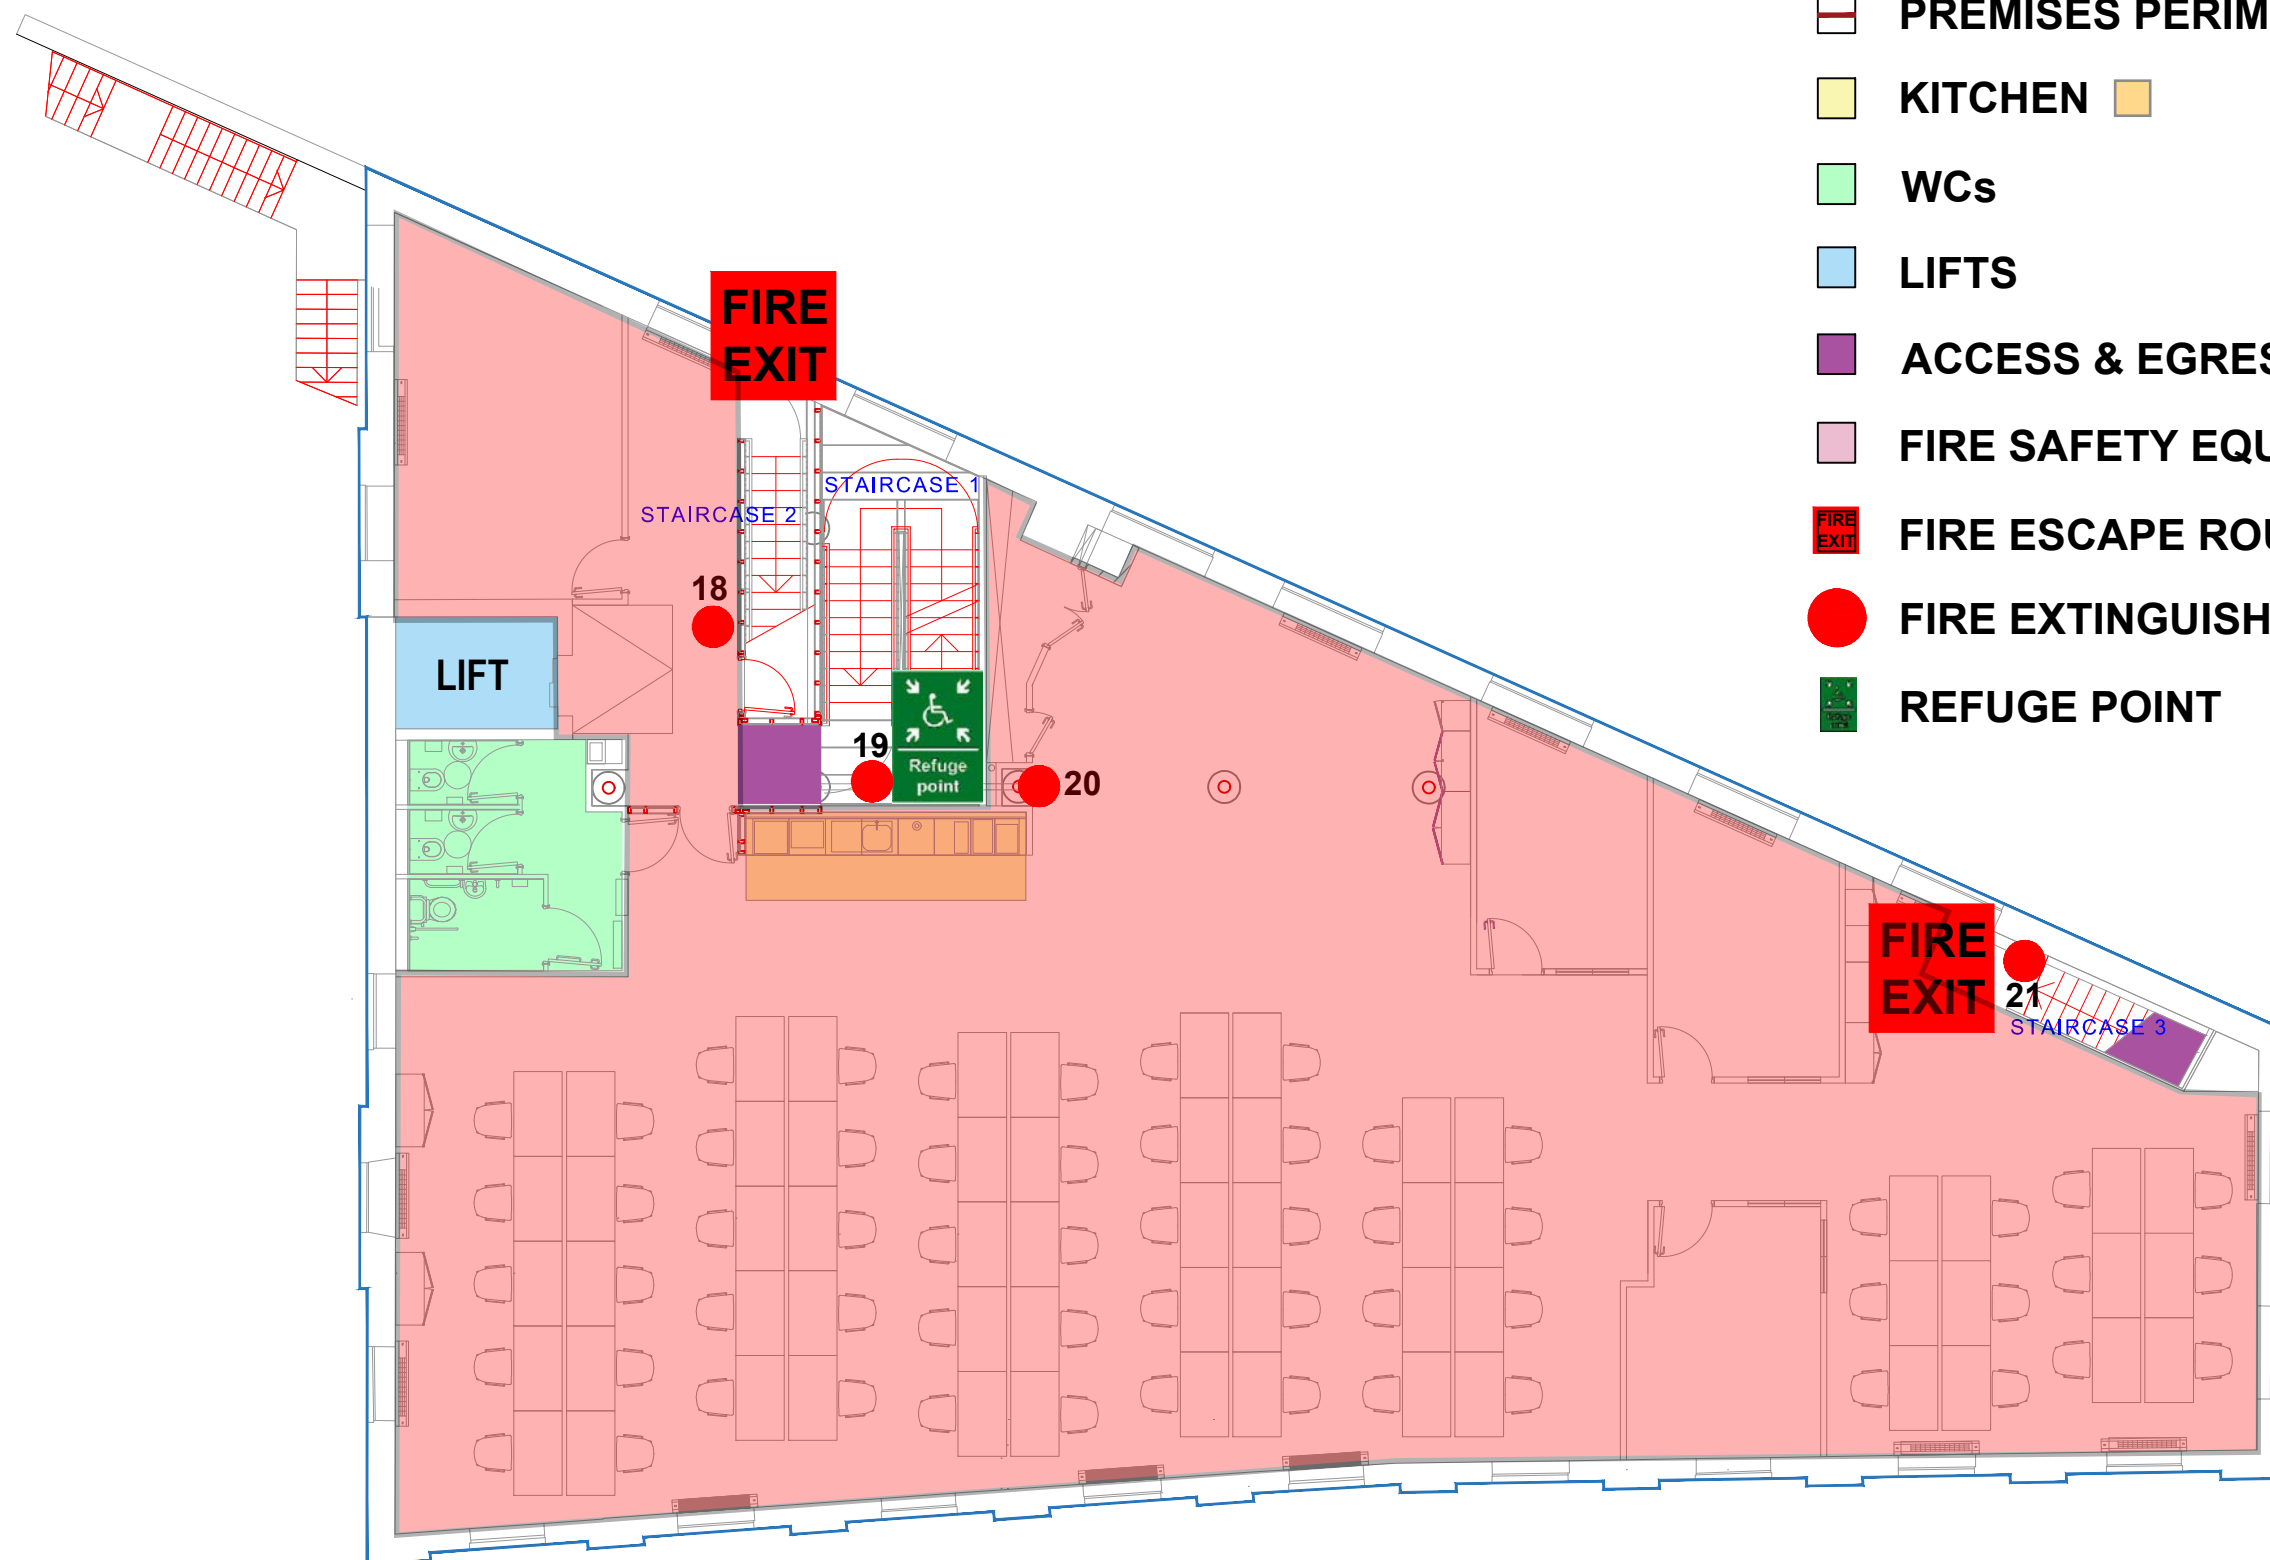 PREMISES PERIM
KITCHEN
WCs
LIFTS
ACCESS & EGRES
FIRE SAFETY EQU
FIRE
EXIT
FIRE ESCAPE ROU
FIRE EXTINGUISH
REFUGE POINT
FIRE
EXIT
STAIRCASE 1
STAIRCASE 2
18
LIFT
19
Refuge
point
20
FIRE
EXIT
21
STAIRCASE 3